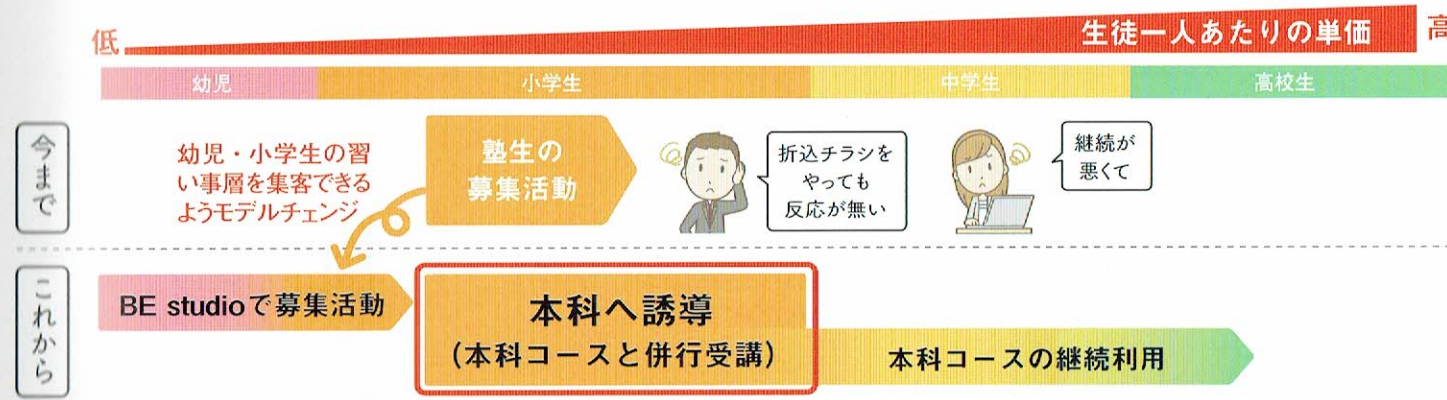 低
生徒一人あたりの単価
高
幼児
小学生
中学生
高校生
今まで
幼児・小学生の習
い事層を集客できる
ようモデルチェンジ
塾生の
募集活動
折込チラシを
やっても
反応が無い
継続が
悪くて
これから
BE studioで募集活動
本科へ誘導
(本科コースと併行受講)
本科コースの継続利用